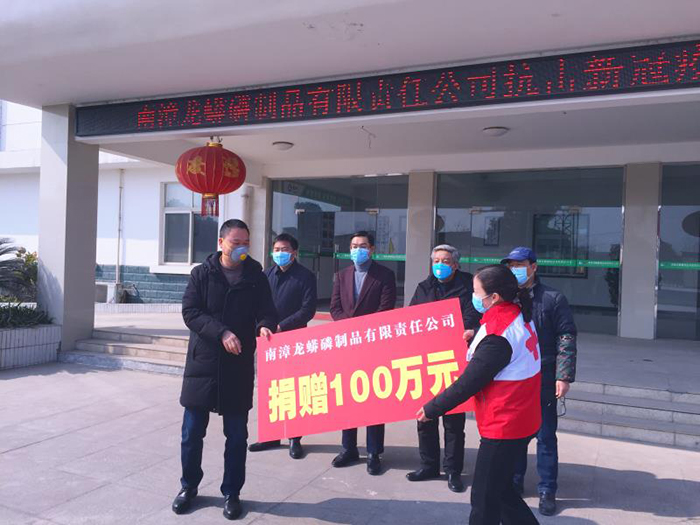 南漳龙蟒磷制品有限责任公司抗击新冠
南漳龙蟒磷制品有限责任公司
捐赠100万元